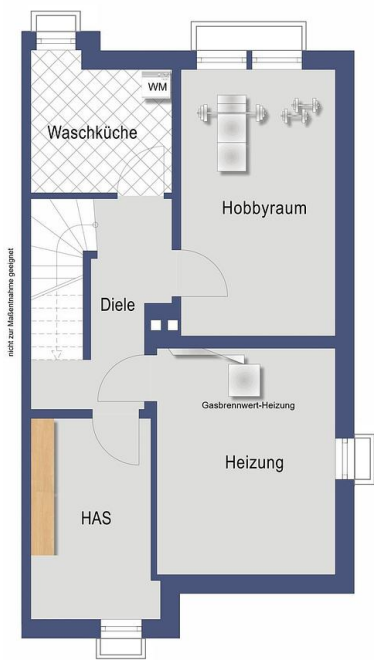 WM
Waschküche
Hobbyraum
nicht zur Maßentnahme geeignet
Diele
Gasbrennwert-Heizung
Heizung
HAS